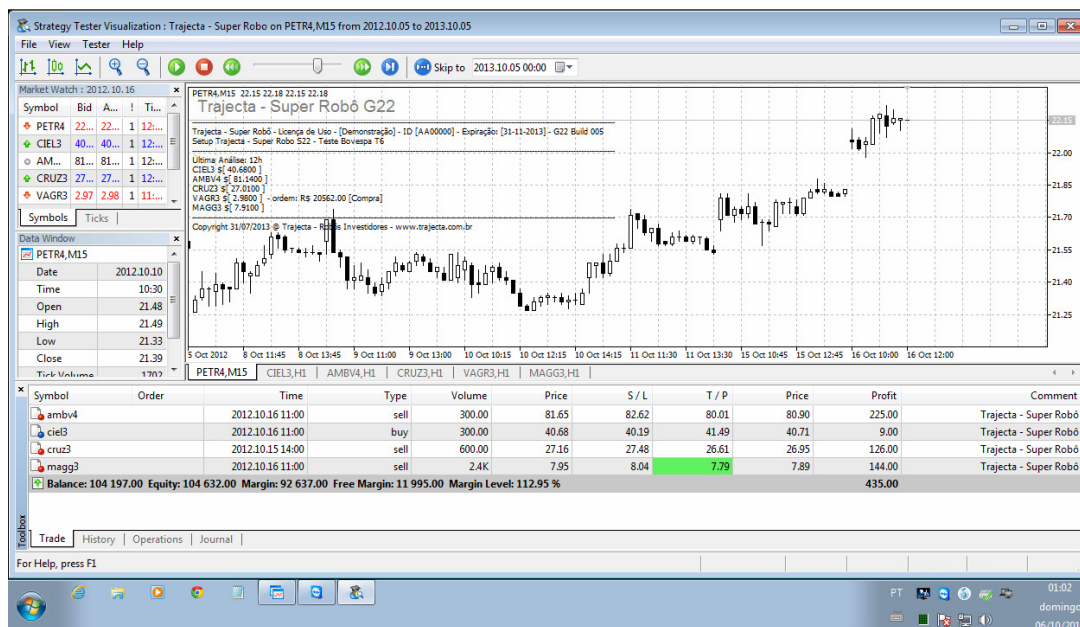 Strategy Tester Visualization : Trajecta - Super Robo on PETR4,M15 from 2012.10.05 to 2013.10.05
File View Tester Help
Skip to 2013.10.05 00:00
Market Watch : 2012.10.16
Symbol Bid A... ! Ti...
PETR4 22... 22... 1 12:...
CIEL3 40... 40... 1 12:...
AM... 81... 81... 1 12:...
CRUZ3 27... 27... 1 12:...
VAGR3 2.97 2.98 1 11:...
Symbols Ticks
Data Window
PETR4,M15
Date 2012.10.10
Time 10:30
Open 21.48
High 21.49
Low 21.33
Close 21.39
Tick Volume 1702
PETR4,M15 22.15 22.18 22.15 22.18
Trajecta - Super Robô G22
Trajecta - Super Robô - Licença de Uso - [Demonstração] - ID [AA00000] - Expiração: [31-11-2013] - G22 Build 005
Setup Trajecta - Super Robo S22 - Teste Bovespa T6
Última Análise: 12h
CIEL3 $[ 40.6800 ]
AMBV4 $[ 81.1400 ]
CRUZ3 $[ 27.0100 ]
VAGR3 $[ 2.9800 ] - ordem: R$ 20562.00 [Compra]
MAGG3 $[ 7.9100 ]
Copyright 31/07/2013 @ Trajecta - Robôs Investidores - www.trajecta.com.br
22.15
22.00
21.85
21.70
21.55
21.40
21.25
5 Oct 2012 8 Oct 11:45 8 Oct 13:45 9 Oct 11:00 9 Oct 13:00 10 Oct 10:15 10 Oct 12:15 10 Oct 14:15 11 Oct 11:30 11 Oct 13:30 15 Oct 10:45 15 Oct 12:45 16 Oct 10:00 16 Oct 12:00
PETR4,M15 CIEL3,H1 AMBV4,H1 CRUZ3,H1 VAGR3,H1 MAGG3,H1
Symbol Order Time Type Volume Price S / L T / P Price Profit Comment
ambv4 2012.10.16 11:00 sell 300.00 81.65 82.62 80.01 80.90 225.00 Trajecta - Super Robô
ciel3 2012.10.16 11:00 buy 300.00 40.68 40.19 41.49 40.71 9.00 Trajecta - Super Robô
cruz3 2012.10.15 14:00 sell 600.00 27.16 27.48 26.61 26.95 126.00 Trajecta - Super Robô
magg3 2012.10.16 11:00 sell 2.4K 7.95 8.04 7.79 7.89 144.00 Trajecta - Super Robô
Balance: 104 197.00 Equity: 104 632.00 Margin: 92 637.00 Free Margin: 11 995.00 Margin Level: 112.95 % 435.00
Toolbox
Trade History Operations Journal
For Help, press F1
PT
01:02
domingo
06/10/201